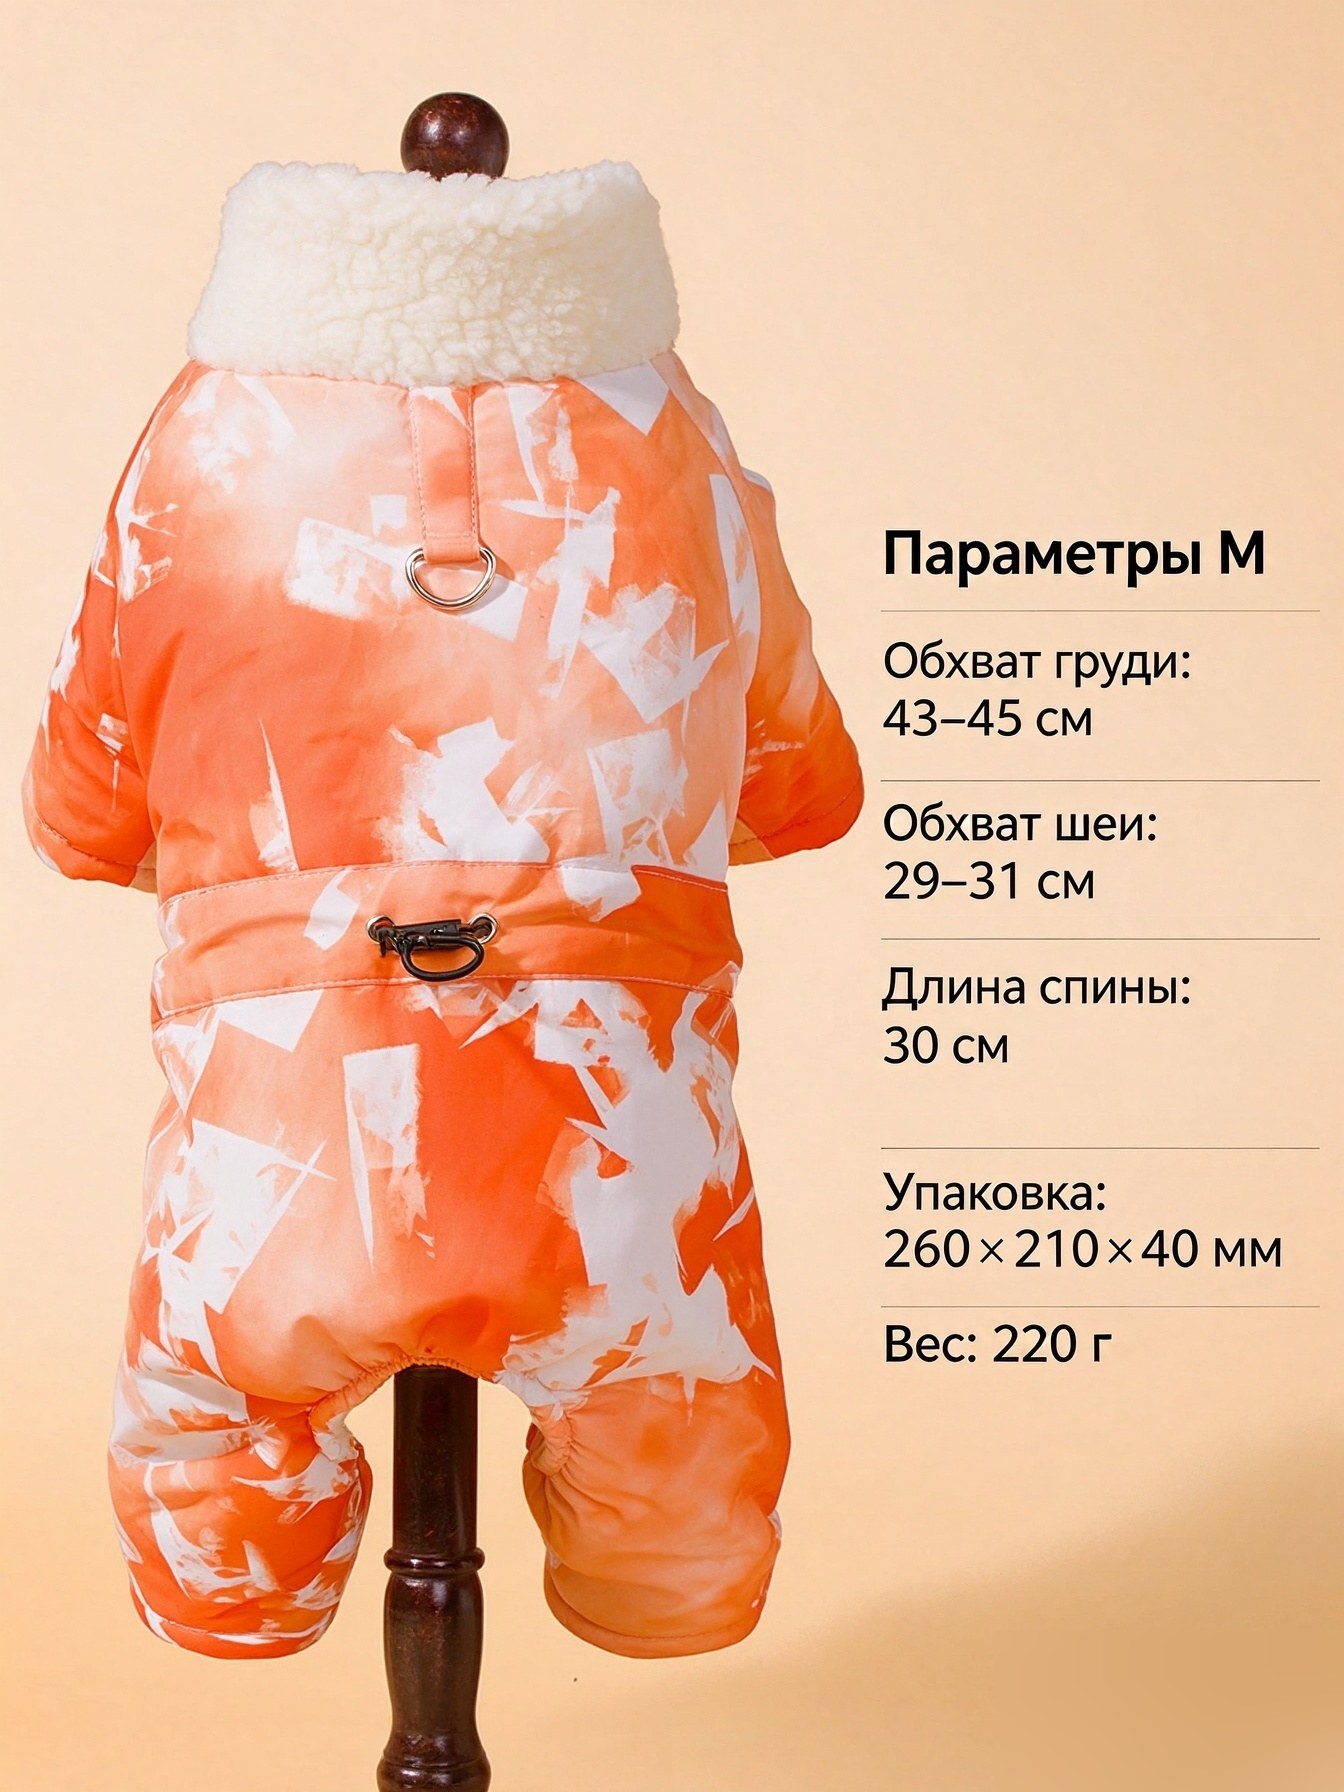 Параметры M
Обхват груди:
43–45 см
Обхват шеи:
29–31 см
Длина спины:
30 см
Упаковка:
260×210×40 мм
Вес: 220 г